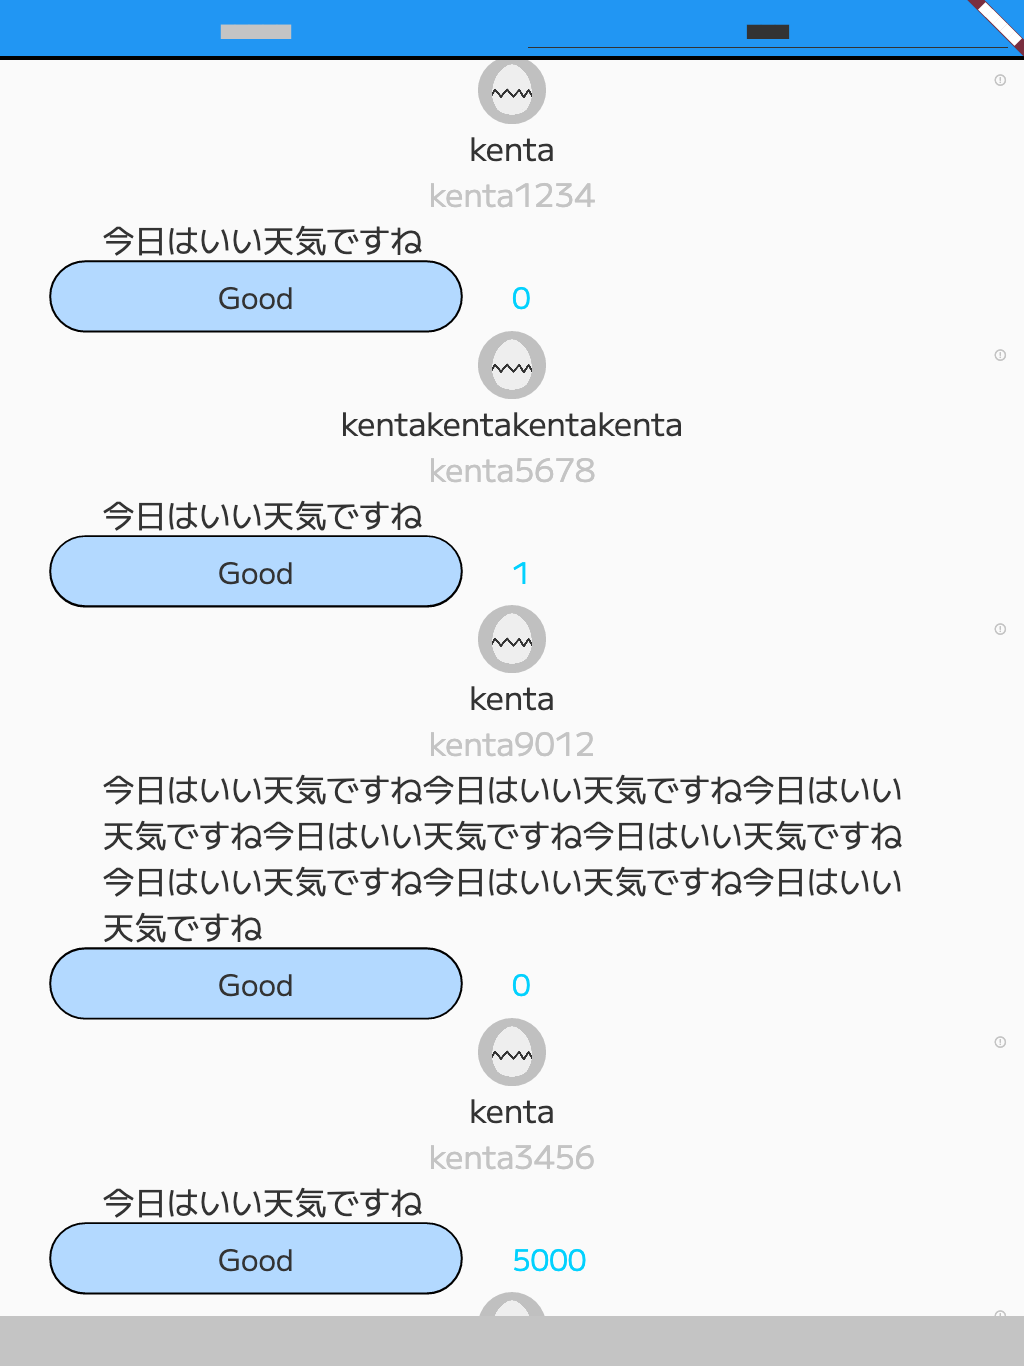 kenta
kenta1234
今日はいい天気ですね
Good 0
kentakentakentakenta
kenta5678
今日はいい天気ですね
Good 1
kenta
kenta9012
今日はいい天気ですね今日はいい天気ですね今日はいい
天気ですね今日はいい天気ですね今日はいい天気ですね
今日はいい天気ですね今日はいい天気ですね今日はいい
天気ですね
Good 0
kenta
kenta3456
今日はいい天気ですね
Good 5000